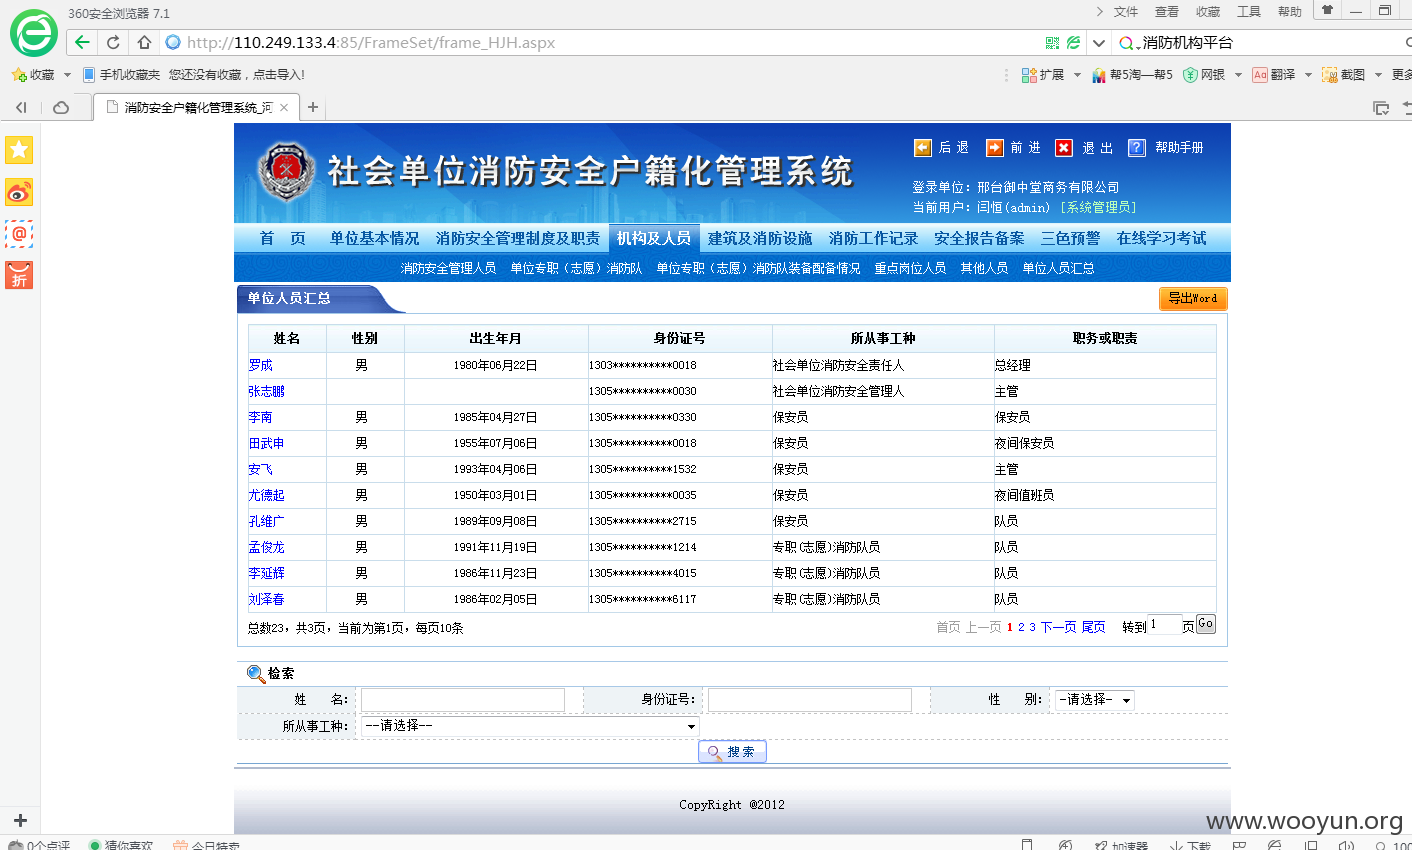 360安全浏览器 7.1
文件 查看 收藏 工具 帮助
http://110.249.133.4:85/FrameSet/frame_HJH.aspx
消防机构平台
收藏 手机收藏夹 您还没有收藏，点击导入!
扩展 帮5淘—帮5 网银 Aa 翻译 截图 更多
消防安全户籍化管理系统_河
社会单位消防安全户籍化管理系统
后 退 前 进 退 出 帮助手册
登录单位：邢台御中堂商务有限公司
当前用户：闫恒(admin) [系统管理员]
首 页 单位基本情况 消防安全管理制度及职责 机构及人员 建筑及消防设施 消防工作记录 安全报告备案 三色预警 在线学习考试
消防安全管理人员 单位专职（志愿）消防队 单位专职（志愿）消防队装备配备情况 重点岗位人员 其他人员 单位人员汇总
折
单位人员汇总 导出Word
姓名 性别 出生年月 身份证号 所从事工种 职务或职责
罗成 男 1980年06月22日 1303**********0018 社会单位消防安全责任人 总经理
张志鹏 1305**********0030 社会单位消防安全管理人 主管
李南 男 1985年04月27日 1305**********0330 保安员 保安员
田武申 男 1955年07月06日 1305**********0018 保安员 夜间保安员
安飞 男 1993年04月06日 1305**********1532 保安员 主管
尤德起 男 1950年03月01日 1305**********0035 保安员 夜间值班员
孔维广 男 1989年09月08日 1305**********2715 保安员 队员
孟俊龙 男 1991年11月19日 1305**********1214 专职(志愿)消防队员 队员
李延辉 男 1986年11月23日 1305**********4015 专职(志愿)消防队员 队员
刘泽春 男 1986年02月05日 1305**********6117 专职(志愿)消防队员 队员
总数23，共3页，当前为第1页，每页10条 首页 上一页 1 2 3 下一页 尾页 转到 1 页 Go
检索
姓 名： 身份证号： 性 别： -请选择-
所从事工种： --请选择--
搜 索
CopyRight @2012
www.wooyun.org
0个点评 猜你喜欢 今日特卖 加速器 下载 100